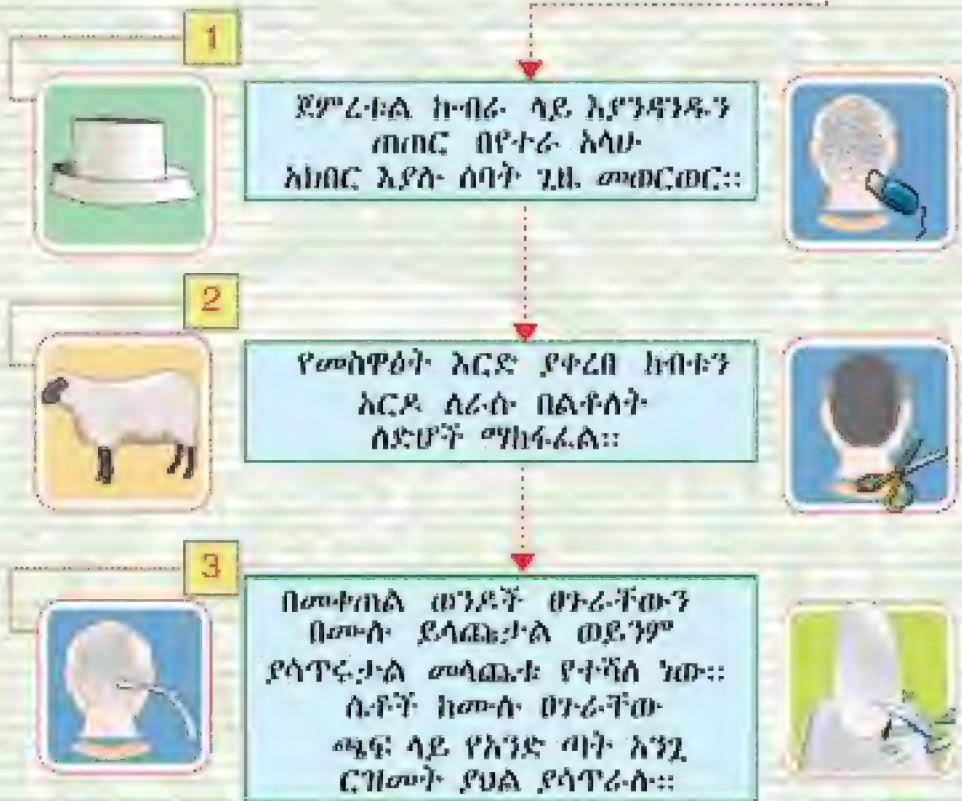 1
ጀምረቱል ኩብራ ላይ እያንዳንዱን
ጠጠር በየተራ አላሁ
አክበር እያሉ ሰባት ጊዜ መወርወር፡፡
2
የመስዋዕት እርድ ያቀረበ ከብቱን
አርዶ ለራሱ በልቶለት
ለድሆች ማከፋፈል፡፡
3
በመቀጠል ወንዶች ፀጉራቸውን
በሙሉ ይላጩታል ወይንም
ያሳጥሩታል መላጨቱ የተሻለ ነው፡፡
ሴቶች ከሙሉ ፀጉራቸው
ጫፍ ላይ የአንድ ጣት አንጓ
ርዝመት ያህል ያሳጥራሉ፡፡